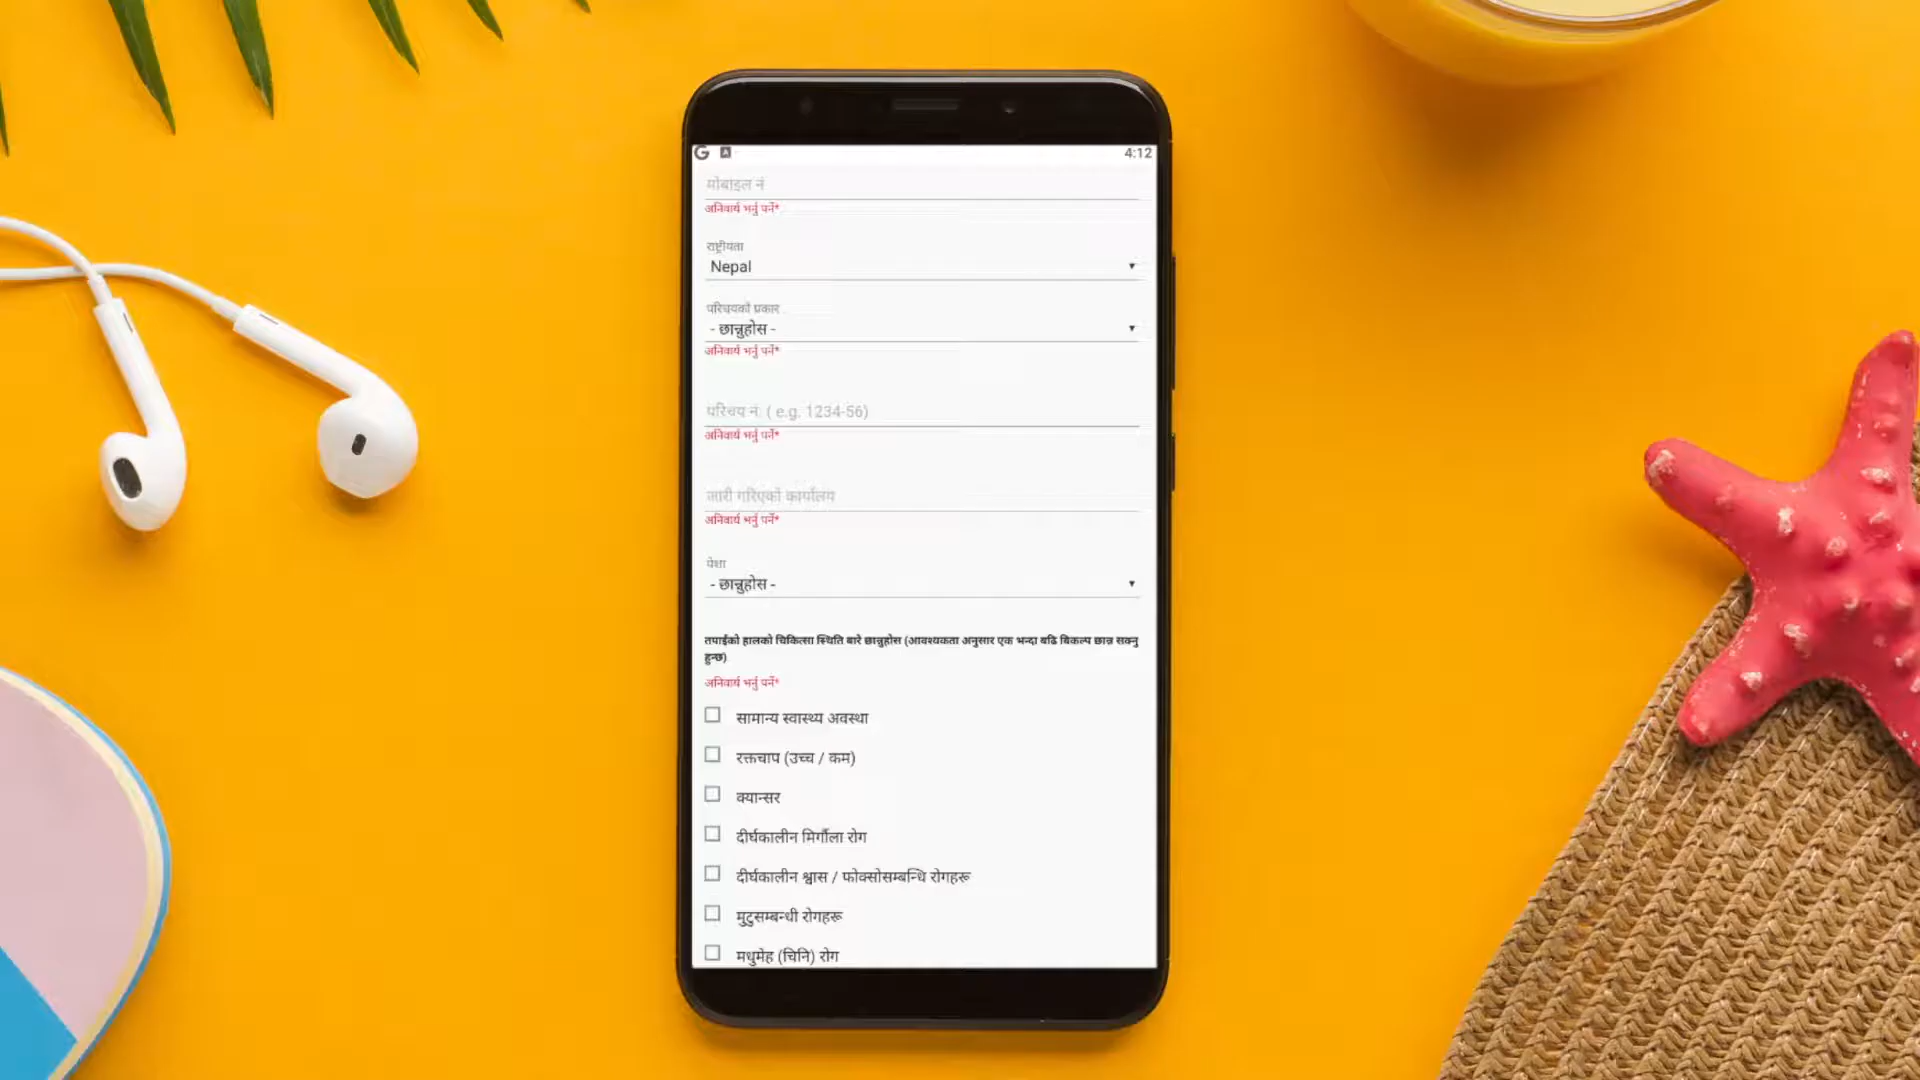 G A 4:12
मोबाइल नं
अनिवार्य भर्नु पर्ने*
राष्ट्रीयता
Nepal
परिचयको प्रकार
- छान्नुहोस -
अनिवार्य भर्नु पर्ने*
परिचय नं: ( e.g. 1234-56)
अनिवार्य भर्नु पर्ने*
जारी गरिएको कार्यालय
अनिवार्य भर्नु पर्ने*
पेशा
- छान्नुहोस -
तपाईको हालको चिकित्सा स्थिति बारे छान्नुहोस (आवश्यकता अनुसार एक भन्दा बढि बिकल्प छान्न सक्नु
हुन्छ)
अनिवार्य भर्नु पर्ने*
सामान्य स्वास्थ्य अवस्था
रक्तचाप (उच्च / कम)
क्यान्सर
दीर्घकालीन मिर्गौला रोग
दीर्घकालीन श्वास / फोक्सोसम्बन्धि रोगहरू
मुटुसम्बन्धी रोगहरू
मधुमेह (चिनि) रोग